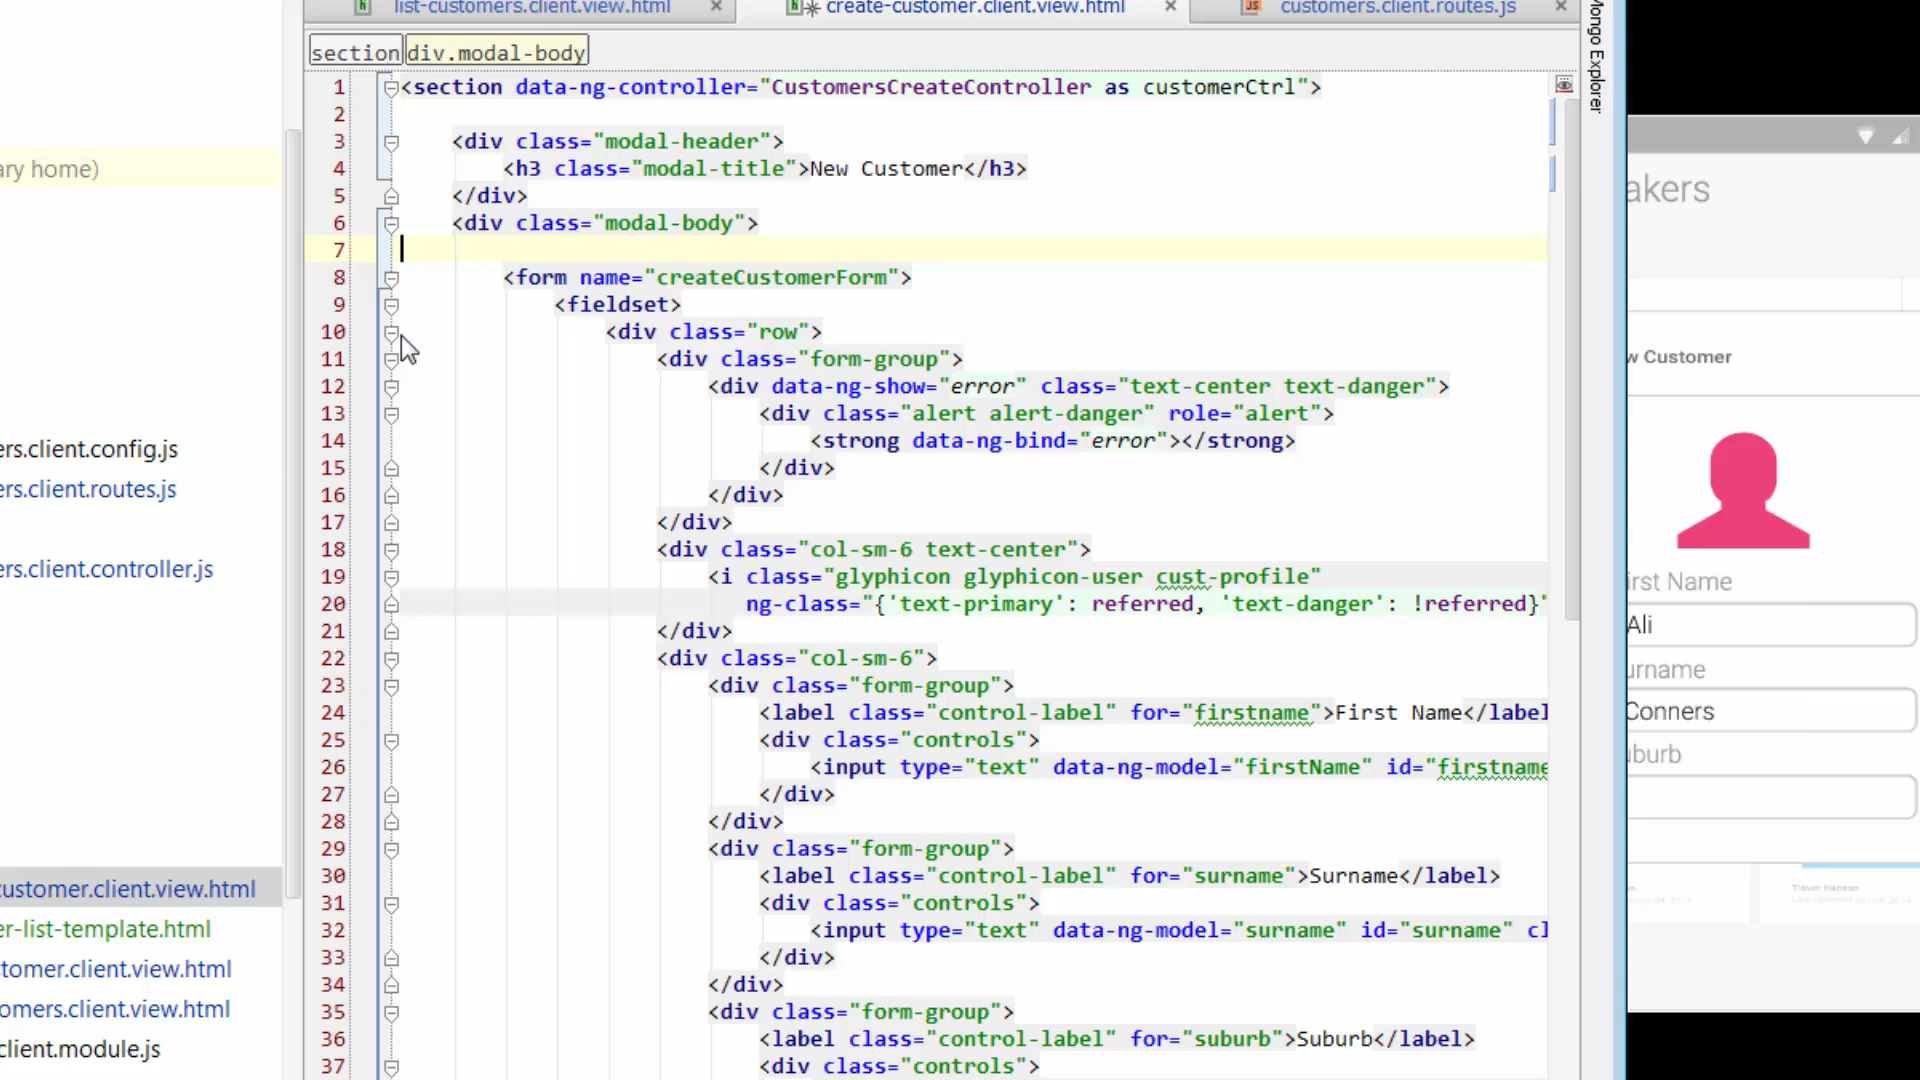 list-customers.client.view.html
create-customer.client.view.html
customers.client.routes.js
section div.modal-body
1 <section data-ng-controller="CustomersCreateController as customerCtrl">
2
3 <div class="modal-header">
4 <h3 class="modal-title">New Customer</h3>
5 </div>
6 <div class="modal-body">
7
8 <form name="createCustomerForm">
9 <fieldset>
10 <div class="row">
11 <div class="form-group">
12 <div data-ng-show="error" class="text-center text-danger">
13 <div class="alert alert-danger" role="alert">
14 <strong data-ng-bind="error"></strong>
15 </div>
16 </div>
17 </div>
18 <div class="col-sm-6 text-center">
19 <i class="glyphicon glyphicon-user cust-profile"
20 ng-class="{'text-primary': referred, 'text-danger': !referred}"
21 </div>
22 <div class="col-sm-6">
23 <div class="form-group">
24 <label class="control-label" for="firstname">First Name</label
25 <div class="controls">
26 <input type="text" data-ng-model="firstName" id="firstname
27 </div>
28 </div>
29 <div class="form-group">
30 <label class="control-label" for="surname">Surname</label>
31 <div class="controls">
32 <input type="text" data-ng-model="surname" id="surname" cl
33 </div>
34 </div>
35 <div class="form-group">
36 <label class="control-label" for="suburb">Suburb</label>
37 <div class="controls">
ary home)
ers.client.config.js
ers.client.routes.js
ers.client.controller.js
customer.client.view.html
er-list-template.html
stomer.client.view.html
omers.client.view.html
client.module.js
Mongo Explorer
akers
w Customer
irst Name
Ali
urname
Conners
uburb
Trevor Hansen